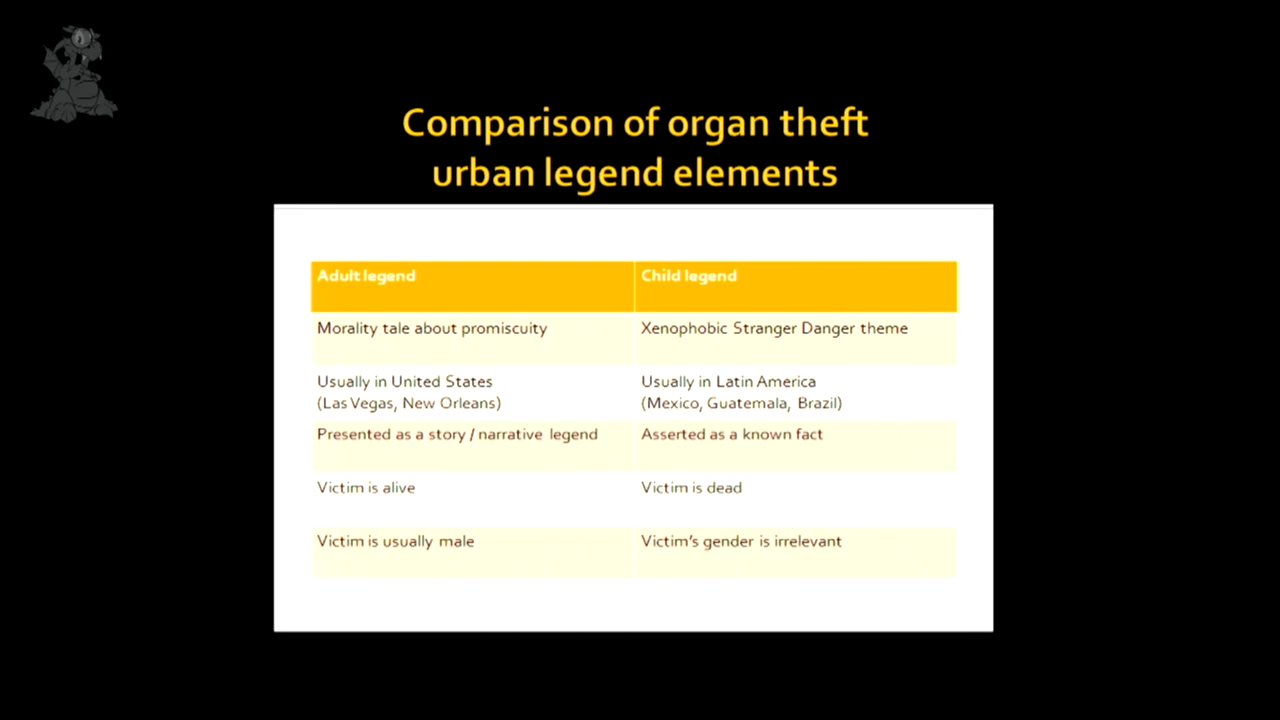 Comparison of organ theft
urban legend elements
Adult legend
Child legend
Morality tale about promiscuity
Xenophobic Stranger Danger theme
Usually in United States
(Las Vegas, New Orleans)
Usually in Latin America
(Mexico, Guatemala, Brazil)
Presented as a story / narrative legend
Asserted as a known fact
Victim is alive
Victim is dead
Victim is usually male
Victim's gender is irrelevant